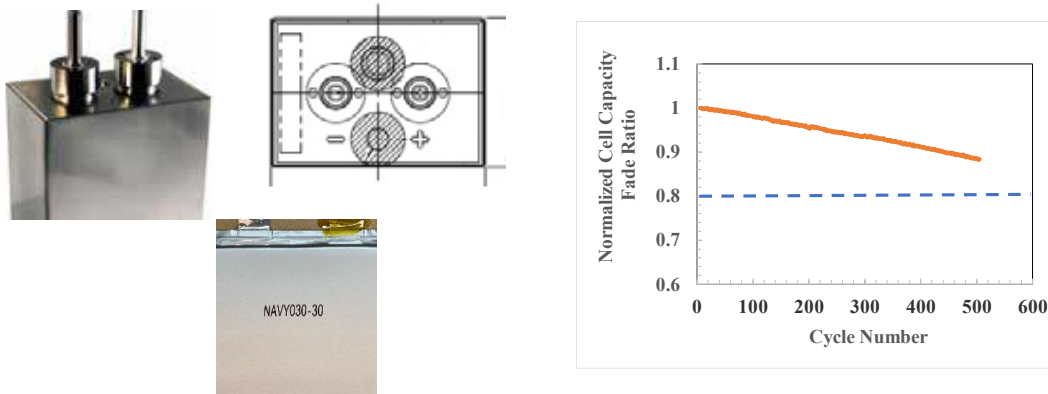 − +
NAVY030-30
Normalized Cell Capacity
Fade Ratio
1.1
1
0.9
0.8
0.7
0.6
0 100 200 300 400 500 600
Cycle Number